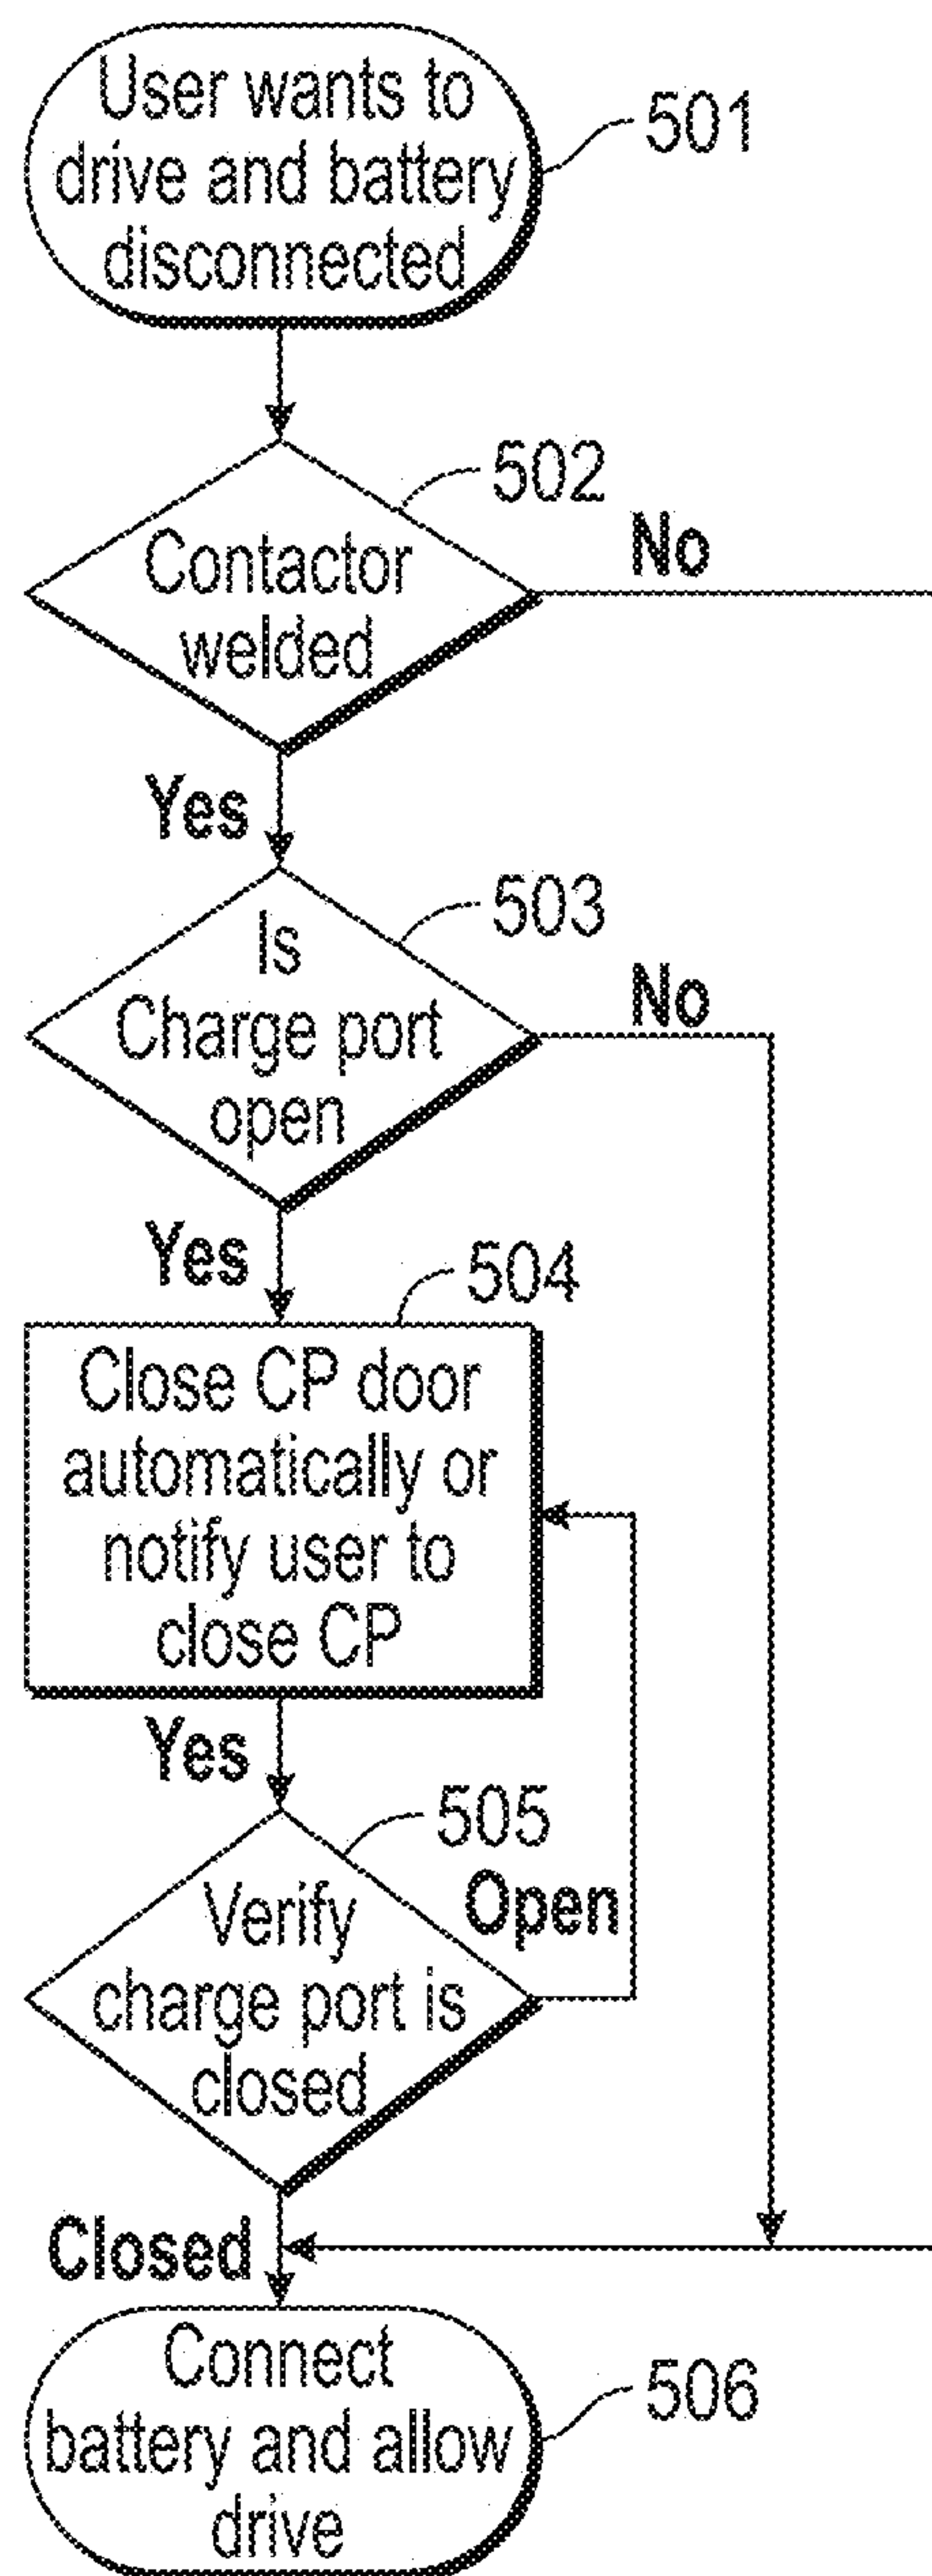 User wants to
drive and battery
disconnected
501
502
Contactor
welded
No
Yes
503
Is
Charge port
open
No
Yes
504
Close CP door
automatically or
notify user to
close CP
Yes
505
Verify
charge port is
closed
Open
Closed
Connect
battery and allow
drive
506